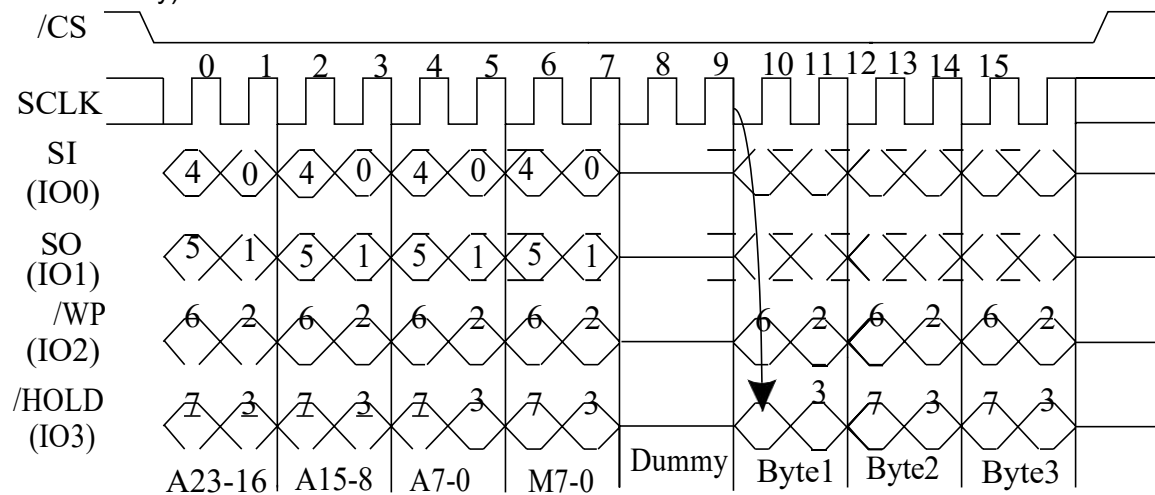 y)
/CS
0 1 2 3 4 5 6 7 8 9 10 11 12 13 14 15
SCLK
SI
(IO0)
4 0 4 0 4 0 4 0
SO
(IO1)
5 1 5 1 5 1 5 1
/WP
(IO2)
6 2 6 2 6 2 6 2 6 2 6 2 6 2
/HOLD
(IO3)
7 3 7 3 7 3 7 3 3 7 3 7 3
A23-16 A15-8 A7-0 M7-0 Dummy Byte1 Byte2 Byte3